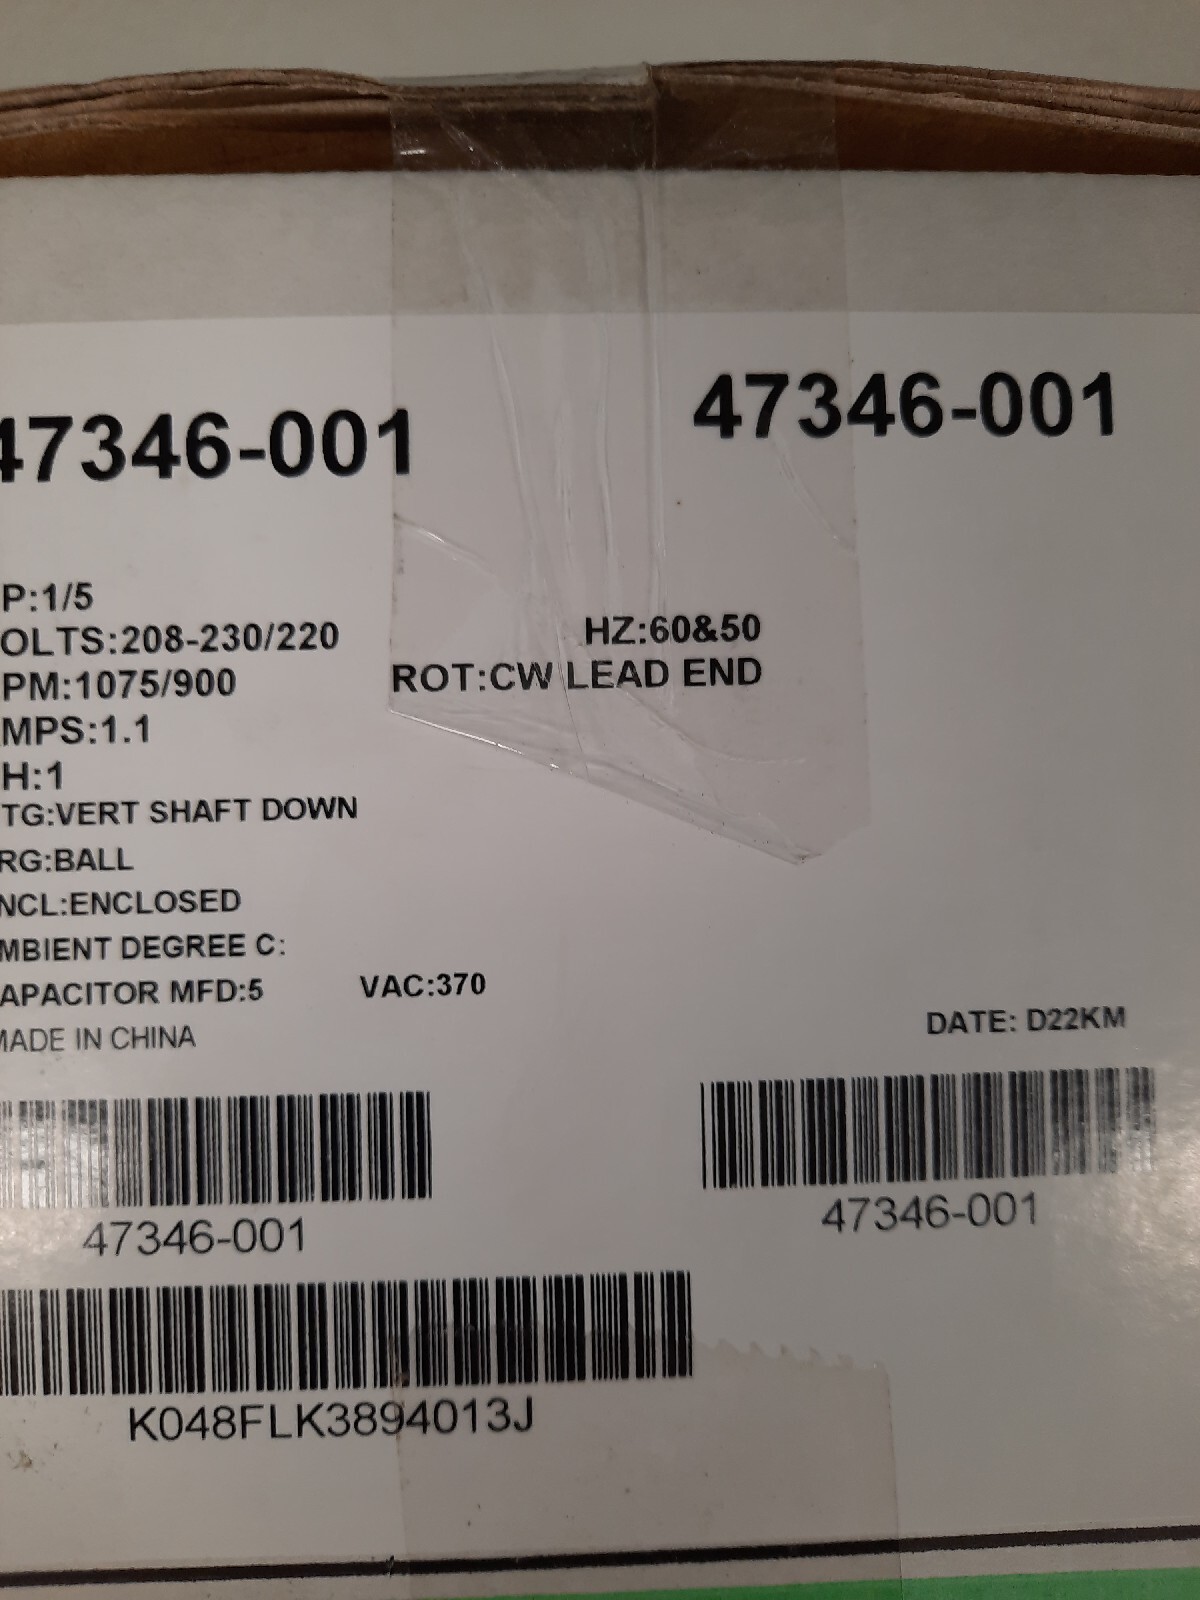 47346-001
47346-001
P:1/5
OLTS:208-230/220
HZ:60&50
PM:1075/900
ROT:CW LEAD END
MPS:1.1
H:1
TG:VERT SHAFT DOWN
RG:BALL
NCL:ENCLOSED
MBIENT DEGREE C:
APACITOR MFD:5
VAC:370
MADE IN CHINA
DATE: D22KM
47346-001
47346-001
K048FLK3894013J